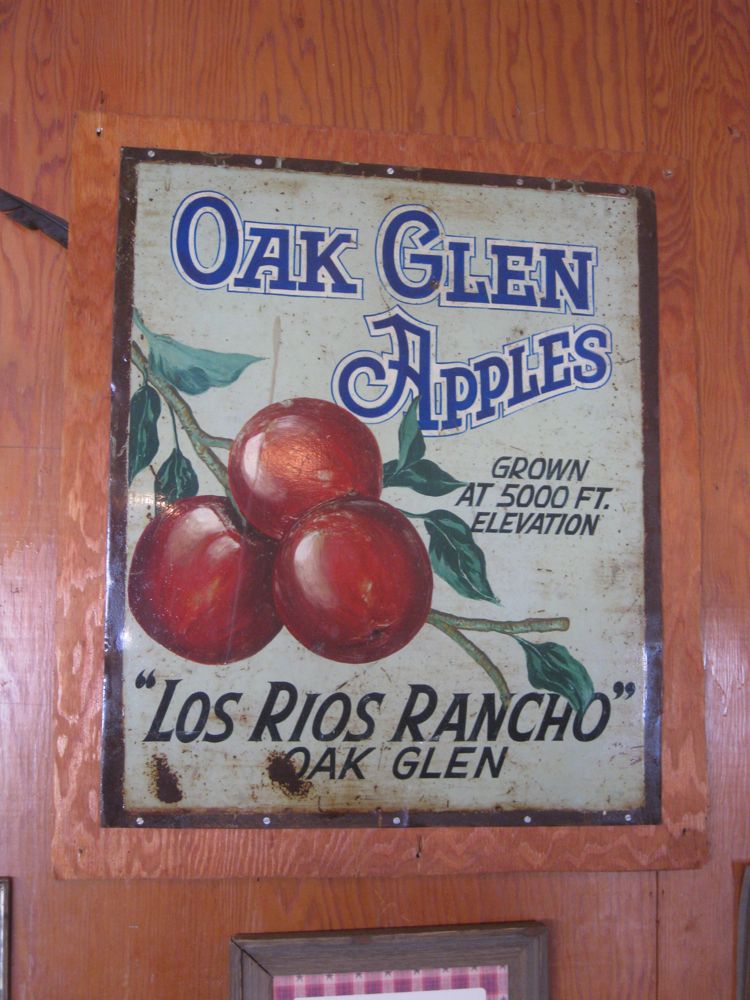 OAK GLEN
APPLES
GROWN
AT 5000 FT.
ELEVATION
"LOS RIOS RANCHO"
OAK GLEN